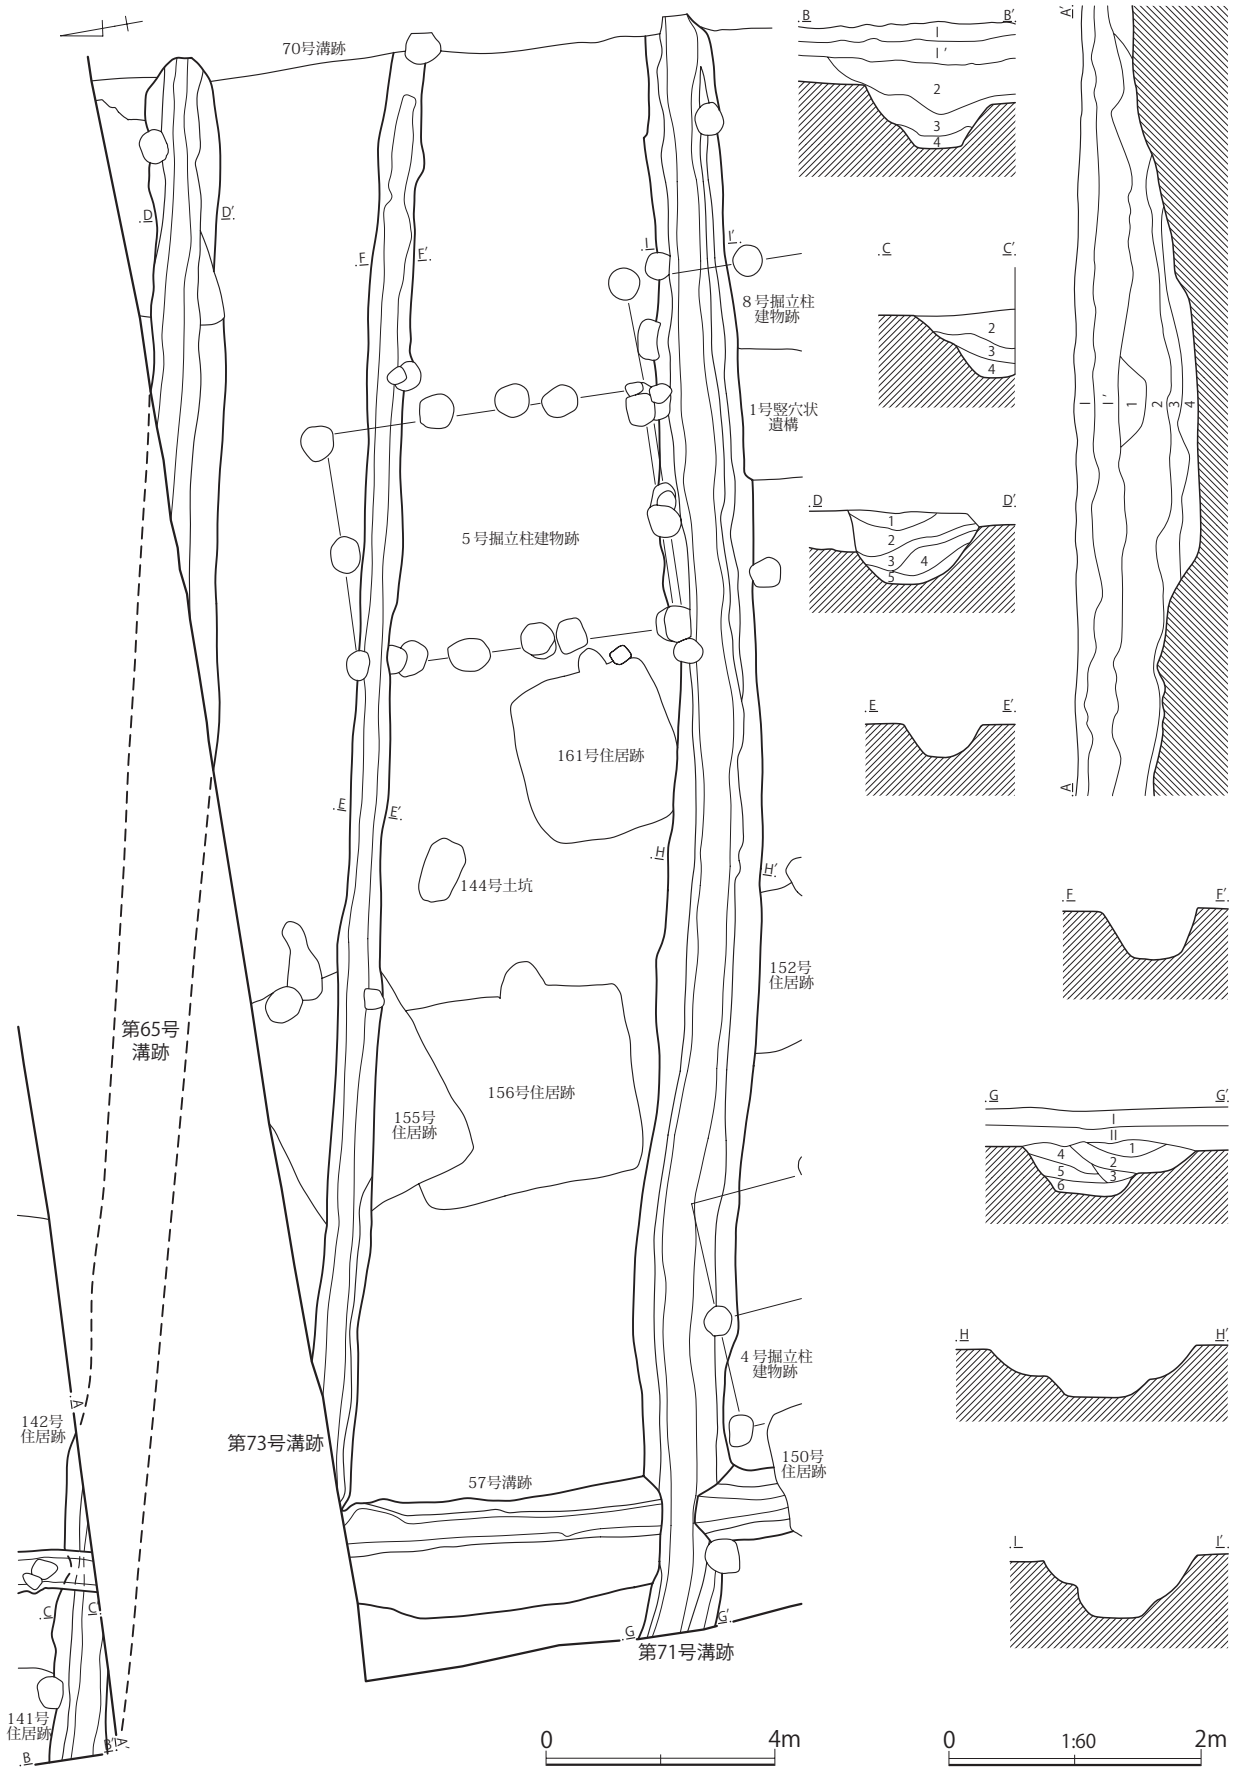 70号溝跡
D
D′
F
F′
I
I′
8号掘立柱
建物跡
1号竪穴状
遺構
5号掘立柱建物跡
161号住居跡
E
E′
H
H′
144号土坑
152号
住居跡
第65号
溝跡
155号
住居跡
156号住居跡
4号掘立柱
建物跡
A
142号
住居跡
第73号溝跡
57号溝跡
150号
住居跡
C
C′
G
G′
第71号溝跡
141号
住居跡
B
B′
A′
0 4m
B B′
I
I′
2
3
4
C C′
2
3
4
D D′
1
2
3 4
5
E E′
A′
I I′ 1 2 3 4
A
F F′
G G′
I
II
1
4 2
5 3
6
H H′
I I′
0 1:60 2m